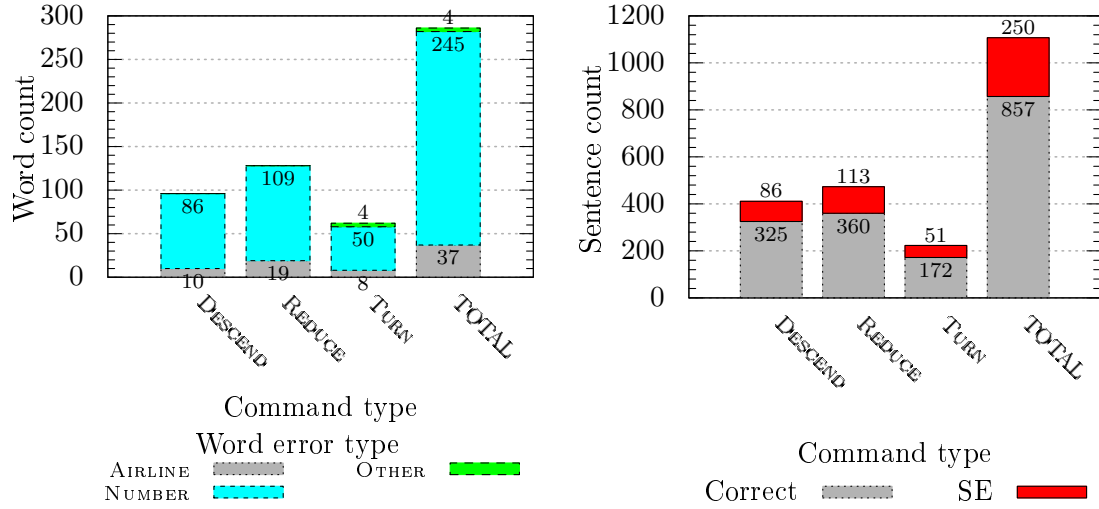 300
250
200
150
100
50
0
Word count
4
245
37
86
10
109
19
4
50
8
DESCEND
REDUCE
TURN
TOTAL
Command type
Word error type
AIRLINE
OTHER
NUMBER
1200
1000
800
600
400
200
0
Sentence count
250
857
86
325
113
360
51
172
DESCEND
REDUCE
TURN
TOTAL
Command type
Correct
SE